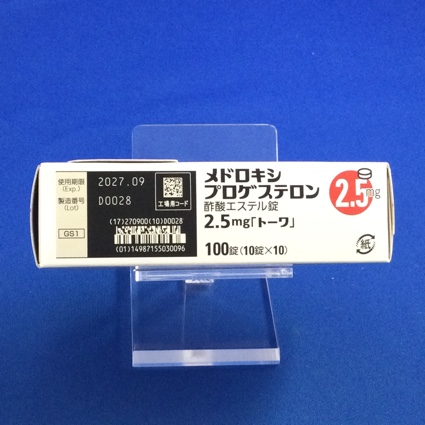 使用期限
(Exp.)
2027.09
製造番号
(Lot)
D0028
工場用コード
GS1
(17)270900(10)D0028
(01)14987155030096
メドロキシ
プロゲステロン
酢酸エステル錠
2.5mg「トーワ」
100錠(10錠×10)
2.5mg
紙